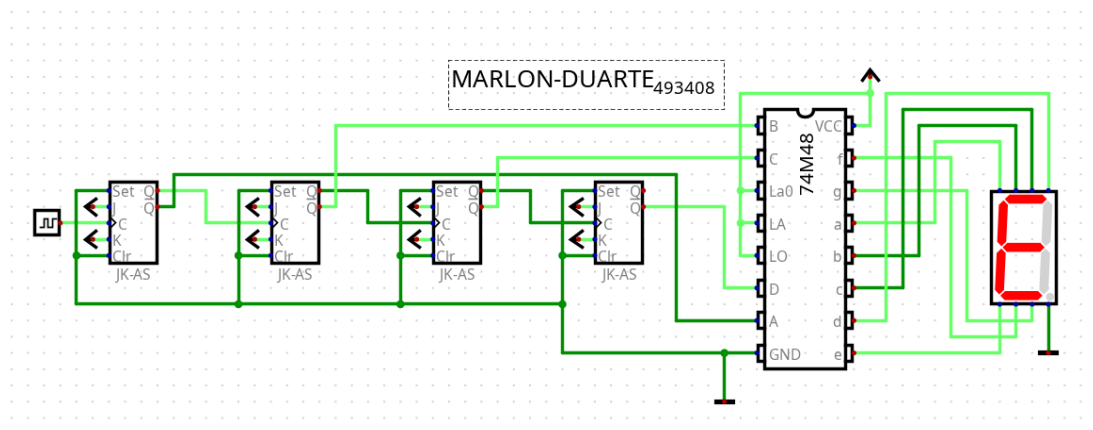 MARLON-DUARTE493408
B VCC
C f
La0 g
LA a
LO b
D c
A d
GND e
74M48
Set Q
J Q̅
C
K
Clr
JK-AS
Set Q
J Q̅
C
K
Clr
JK-AS
Set Q
J Q̅
C
K
Clr
JK-AS
Set Q
J Q̅
C
K
Clr
JK-AS